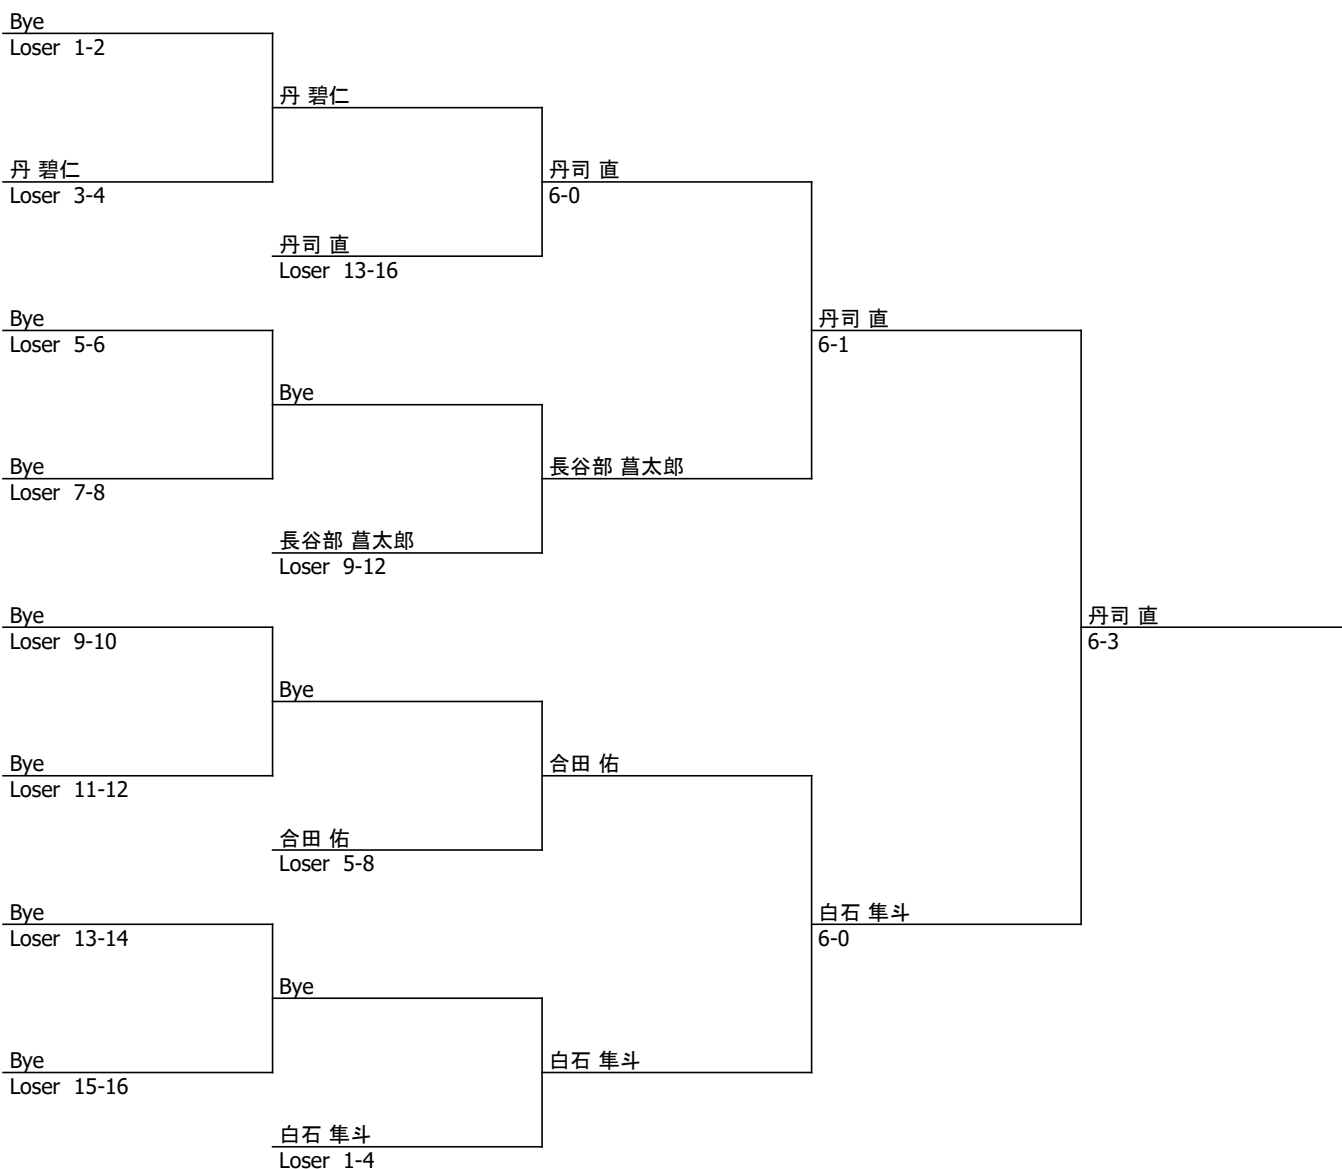 Bye
Loser 1-2
丹 碧仁
丹 碧仁
Loser 3-4
丹司 直
6-0
丹司 直
Loser 13-16
Bye
Loser 5-6
丹司 直
6-1
Bye
Bye
Loser 7-8
長谷部 菖太郎
長谷部 菖太郎
Loser 9-12
Bye
Loser 9-10
丹司 直
6-3
Bye
Bye
Loser 11-12
合田 佑
合田 佑
Loser 5-8
Bye
Loser 13-14
白石 隼斗
6-0
Bye
Bye
Loser 15-16
白石 隼斗
白石 隼斗
Loser 1-4